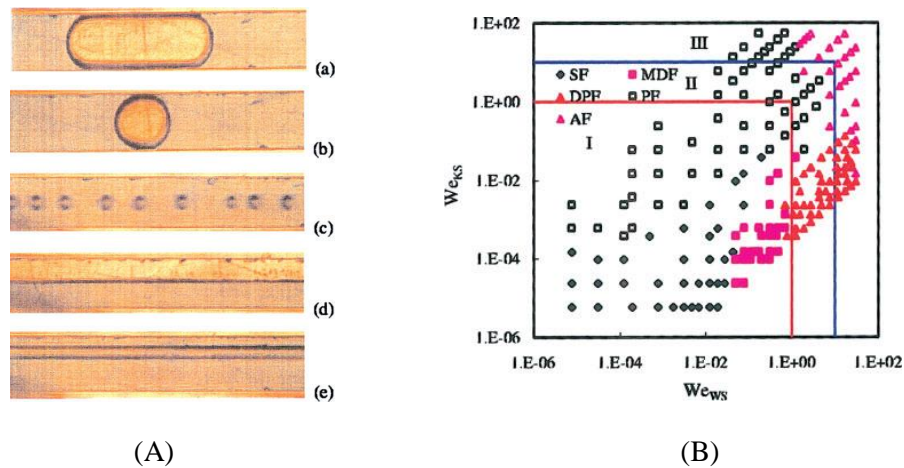 (a)
(b)
(c)
(d)
(e)
(A)
1.E+02
1.E+00
1.E-02
1.E-04
1.E-06
We_KS
III
SF
MDF
II
DPF
PF
AF
I
1.E-06
1.E-04
1.E-02
1.E+00
1.E+02
We_WS
(B)